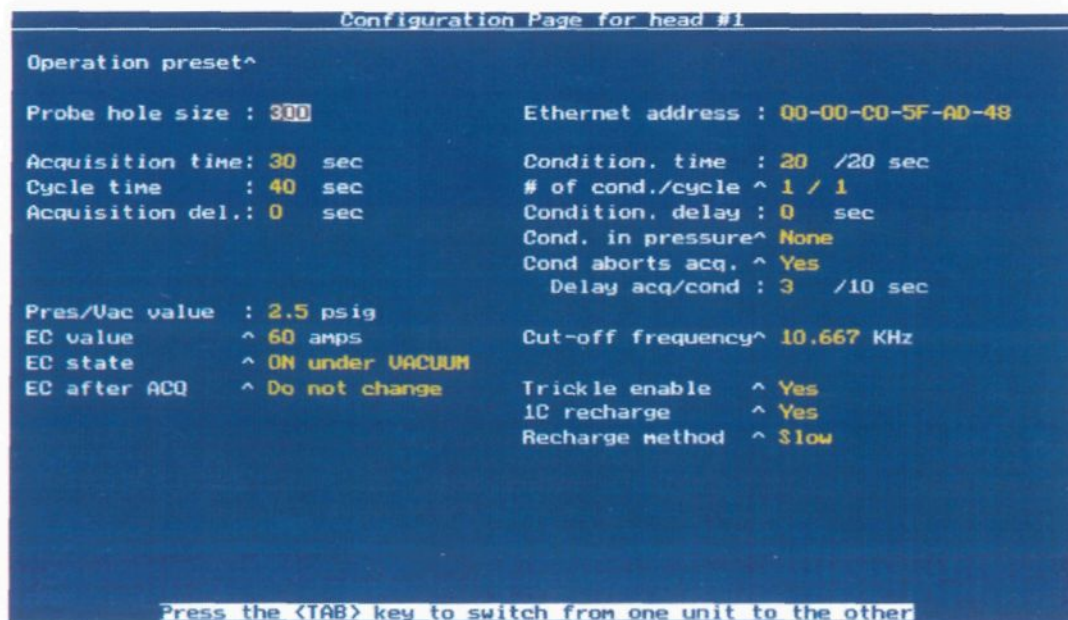 Configuration Page for head #1
Operation preset^
Probe hole size : 300
Ethernet address : 00-00-C0-5F-AD-48
Acquisition time: 30 sec
Condition. time : 20 /20 sec
Cycle time : 40 sec
# of cond./cycle ^ 1 / 1
Acquisition del.: 0 sec
Condition. delay : 0 sec
Cond. in pressure^ None
Cond aborts acq. ^ Yes
Delay acq/cond : 3 /10 sec
Pres/Vac value : 2.5 psig
EC value ^ 60 amps
Cut-off frequency^ 10.667 KHz
EC state ^ ON under VACUUM
EC after ACQ ^ Do not change
Trickle enable ^ Yes
1C recharge ^ Yes
Recharge method ^ Slow
Press the <TAB> key to switch from one unit to the other